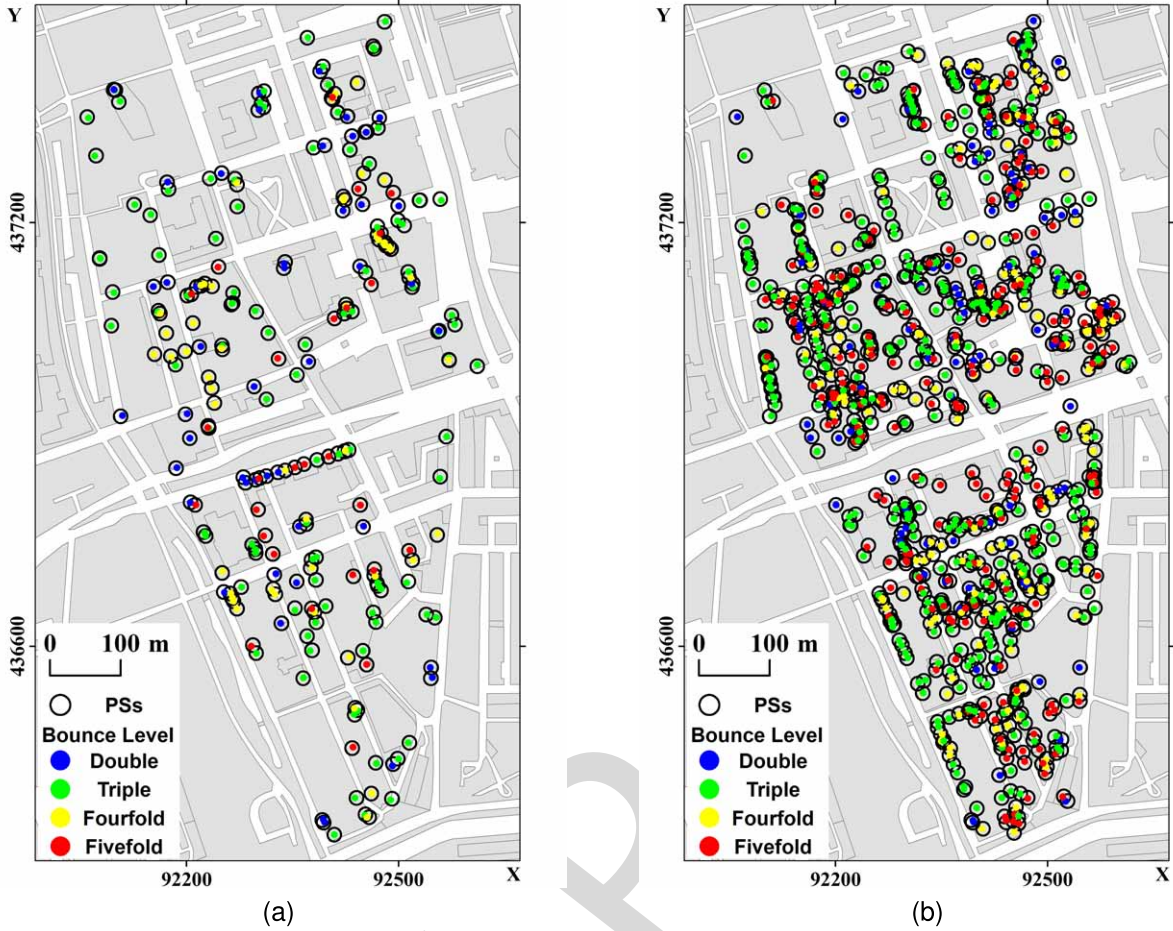 Y
437200
436600
0 100 m
PSs
Bounce Level
Double
Triple
Fourfold
Fivefold
92200 92500 X
(a)
Y
437200
436600
0 100 m
PSs
Bounce Level
Double
Triple
Fourfold
Fivefold
92200 92500 X
(b)